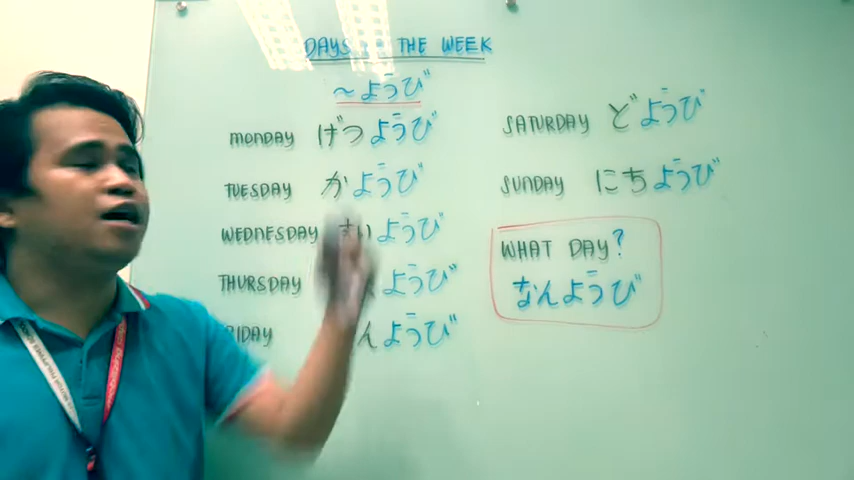 DAYS THE WEEK
~ようび
MONDAY げつようび
TUESDAY かようび
WEDNESDAY ようび
THURSDAY ようび
んようび
SATURDAY どようび
SUNDAY にちようび
WHAT DAY?
なんようび